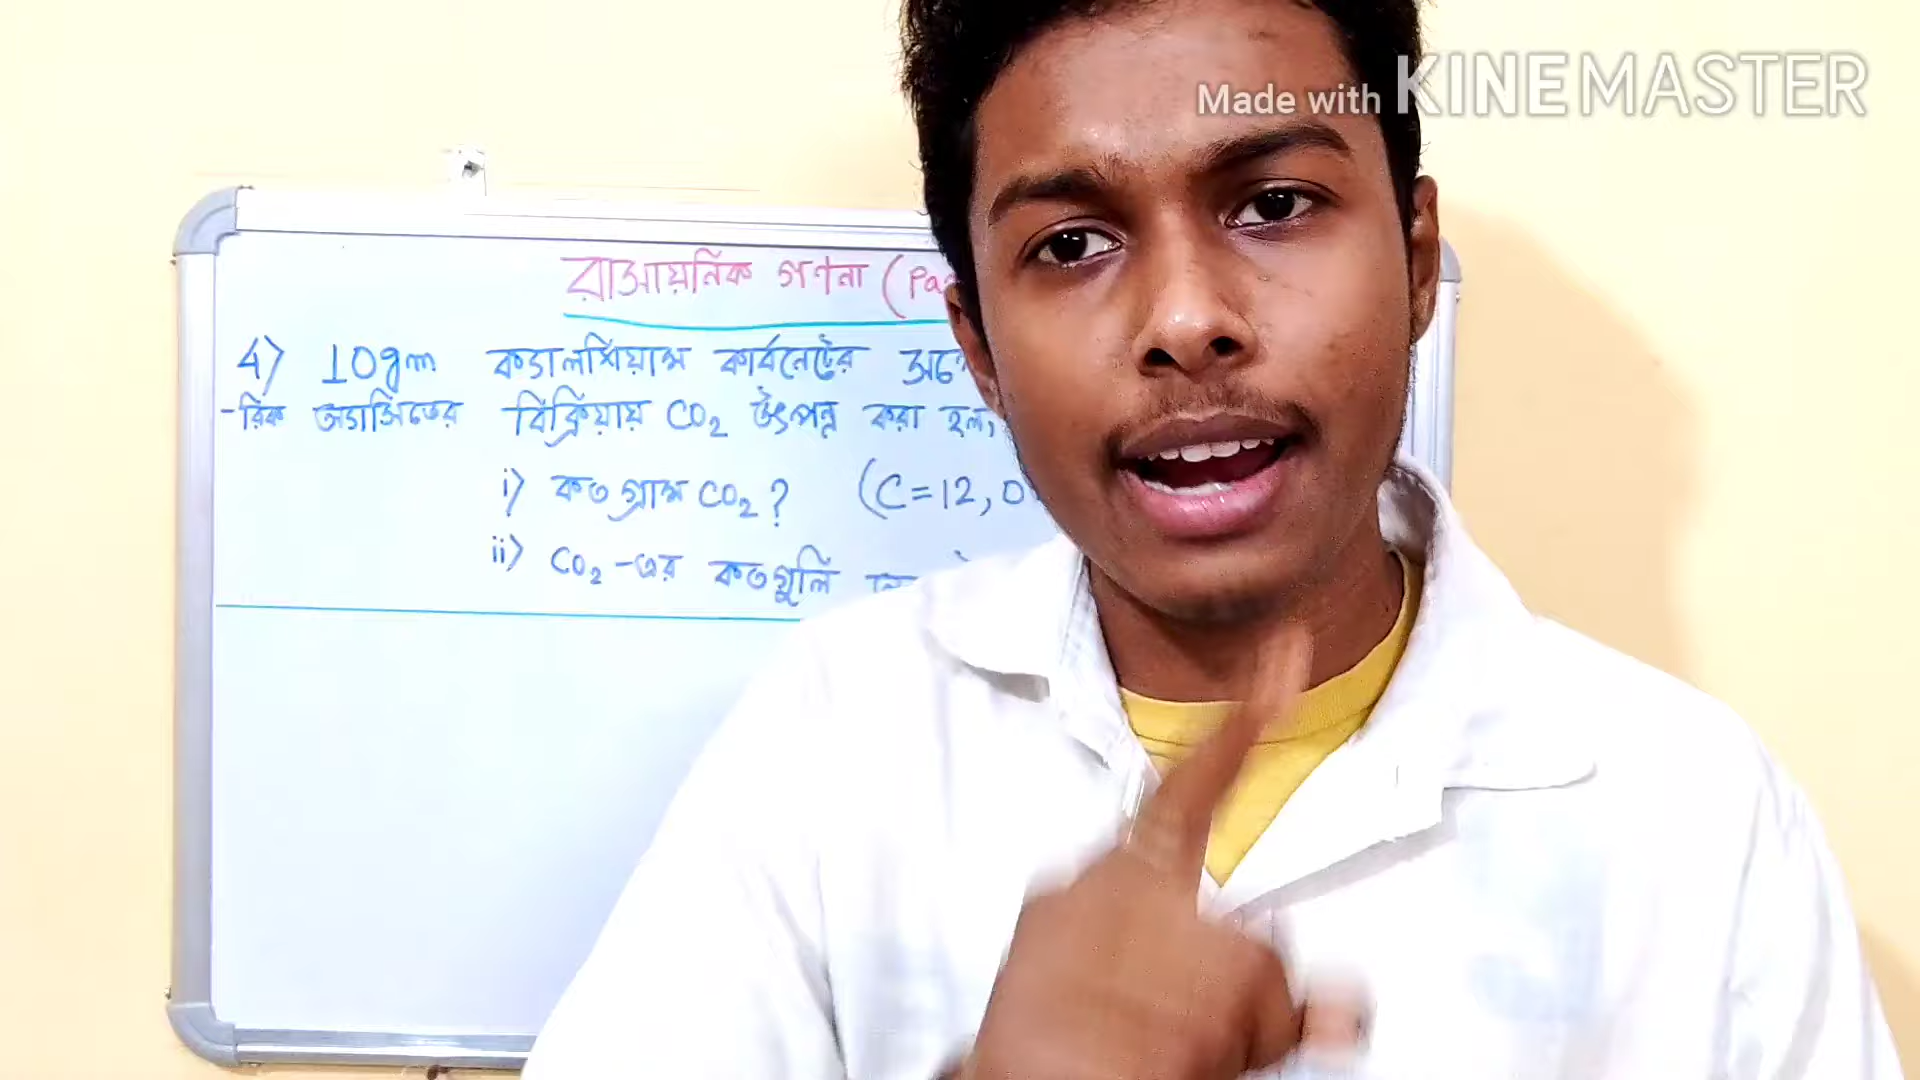 Made with KINEMASTER
রাসায়নিক গণনা (Pa
4) 10gm ক্যালশিয়াম কার্বনেটের
-রিক অ্যাসিডের বিক্রিয়ায় CO₂ উৎপন্ন করা হল,
i) কত গ্রাম CO₂? (C=12, O
ii) CO₂-এর কতগুলি